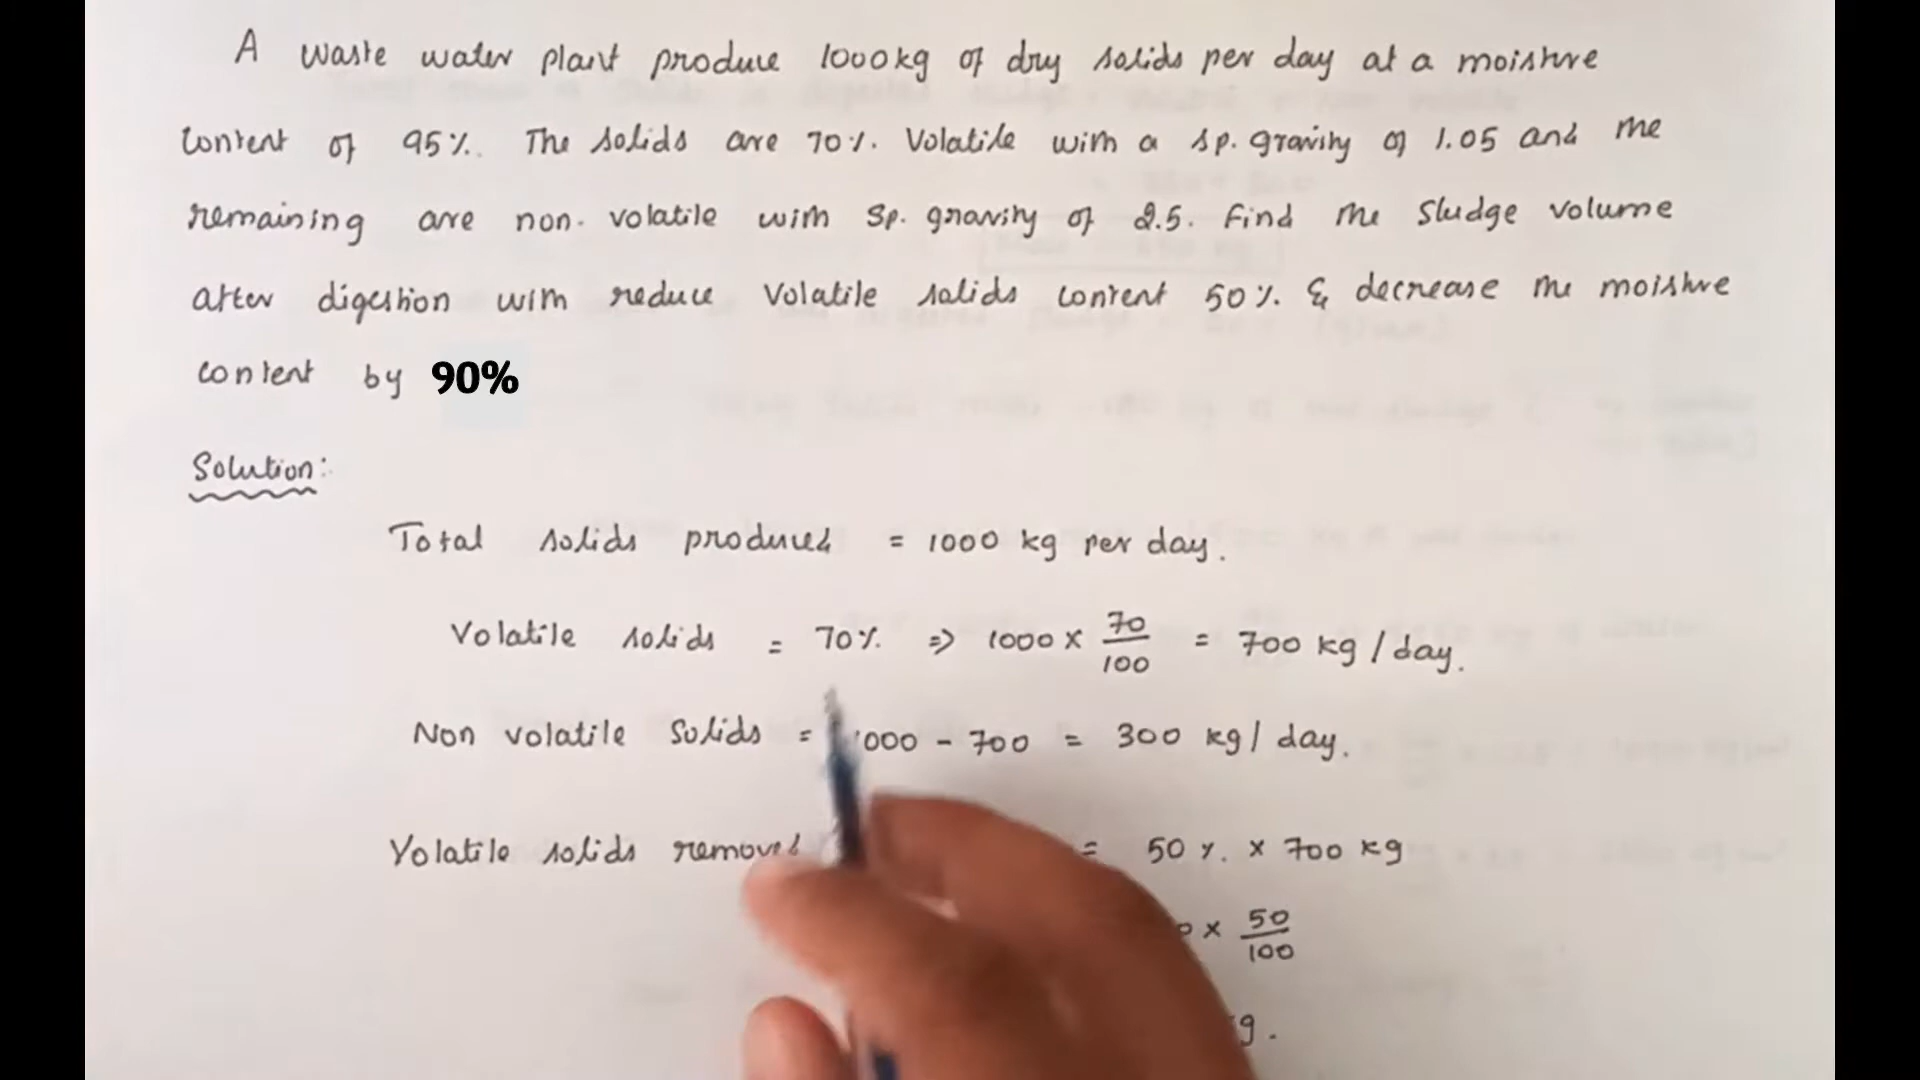 A waste water plant produce 1000kg of dry solids per day at a moisture
content of 95%. The solids are 70%. Volatile with a sp. gravity of 1.05 and the
remaining are non-volatile with sp. gravity of 2.5. Find the sludge volume
after digestion with reduce volatile solids content 50% & decrease the moisture
content by 90%
Solution:
Total solids produced = 1000 kg per day.
Volatile solids = 70% => 1000 x 70/100 = 700 kg/day.
Non volatile Solids = 1000 - 700 = 300 kg/day.
Volatile solids removed = 50%. x 700 kg
x 50/100
g.